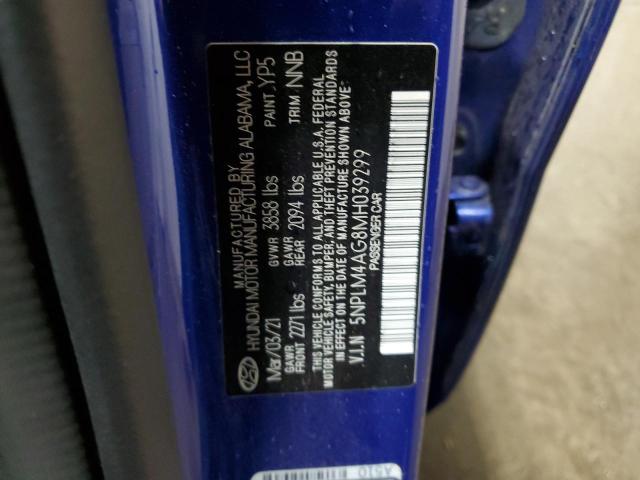 MANUFACTURED BY
HYUNDAI MOTOR MANUFACTURING ALABAMA, LLC
Mar/03/21 GVWR 3858 lbs PAINT: YP5
GAWR FRONT 2271 lbs GAWR REAR 2094 lbs TRIM NNB
THIS VEHICLE CONFORMS TO ALL APPLICABLE U.S.A. FEDERAL
MOTOR VEHICLE SAFETY, BUMPER, AND THEFT PREVENTION STANDARDS
IN EFFECT ON THE DATE OF MANUFACTURE SHOWN ABOVE.
V.I.N 5NPLM4AG8MH039299
PASSENGER CAR
A510